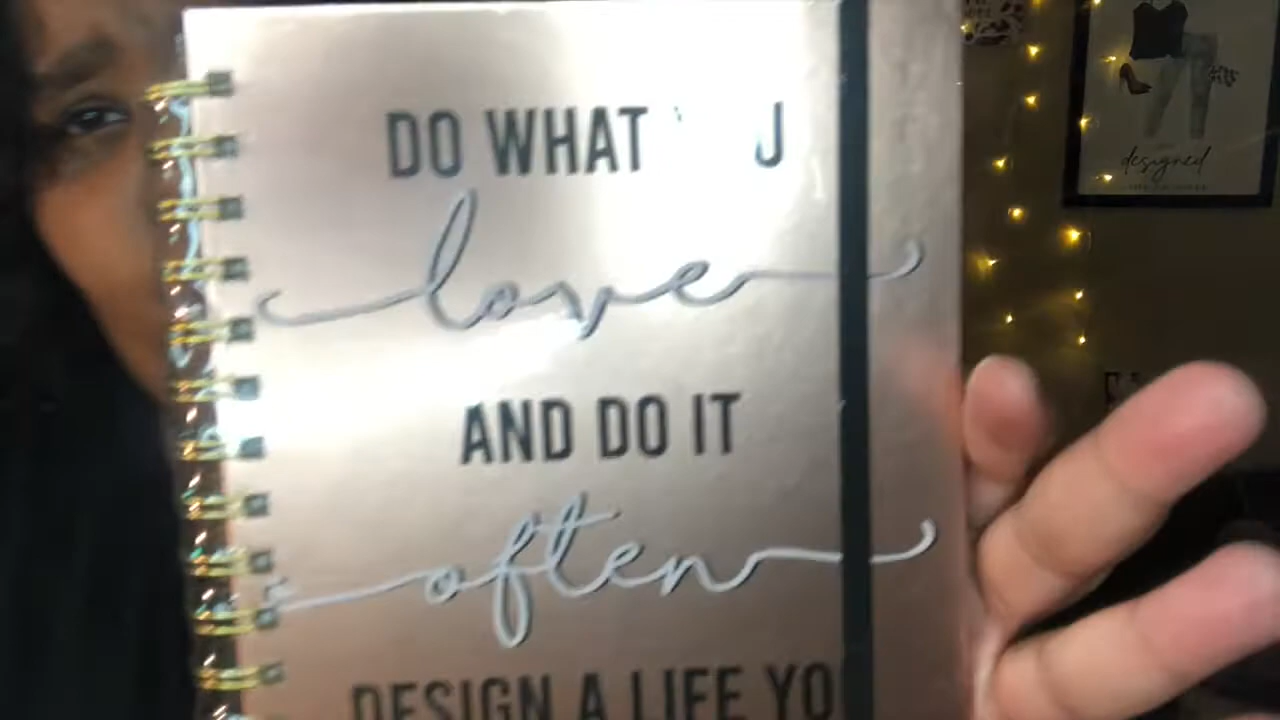 DO WHAT
love
AND DO IT
often
DESIGN A LIFE YO
designed